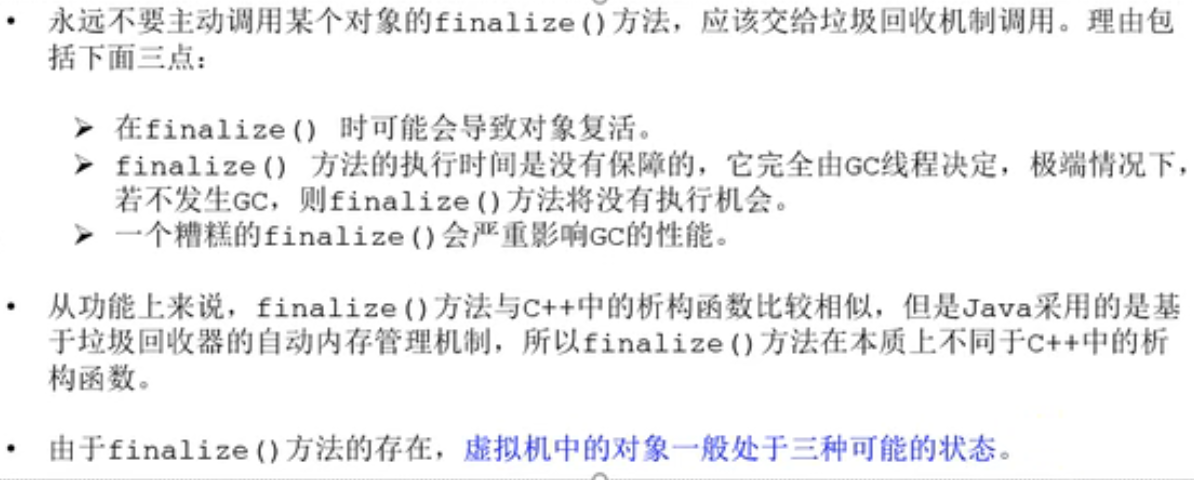 • 永远不要主动调用某个对象的finalize()方法，应该交给垃圾回收机制调用。理由包
括下面三点：
➢ 在finalize() 时可能会导致对象复活。
➢ finalize() 方法的执行时间是没有保障的，它完全由GC线程决定，极端情况下，
若不发生GC，则finalize()方法将没有执行机会。
➢ 一个糟糕的finalize()会严重影响GC的性能。
• 从功能上来说，finalize()方法与C++中的析构函数比较相似，但是Java采用的是基
于垃圾回收器的自动内存管理机制，所以finalize()方法在本质上不同于C++中的析
构函数。
• 由于finalize()方法的存在，虚拟机中的对象一般处于三种可能的状态。